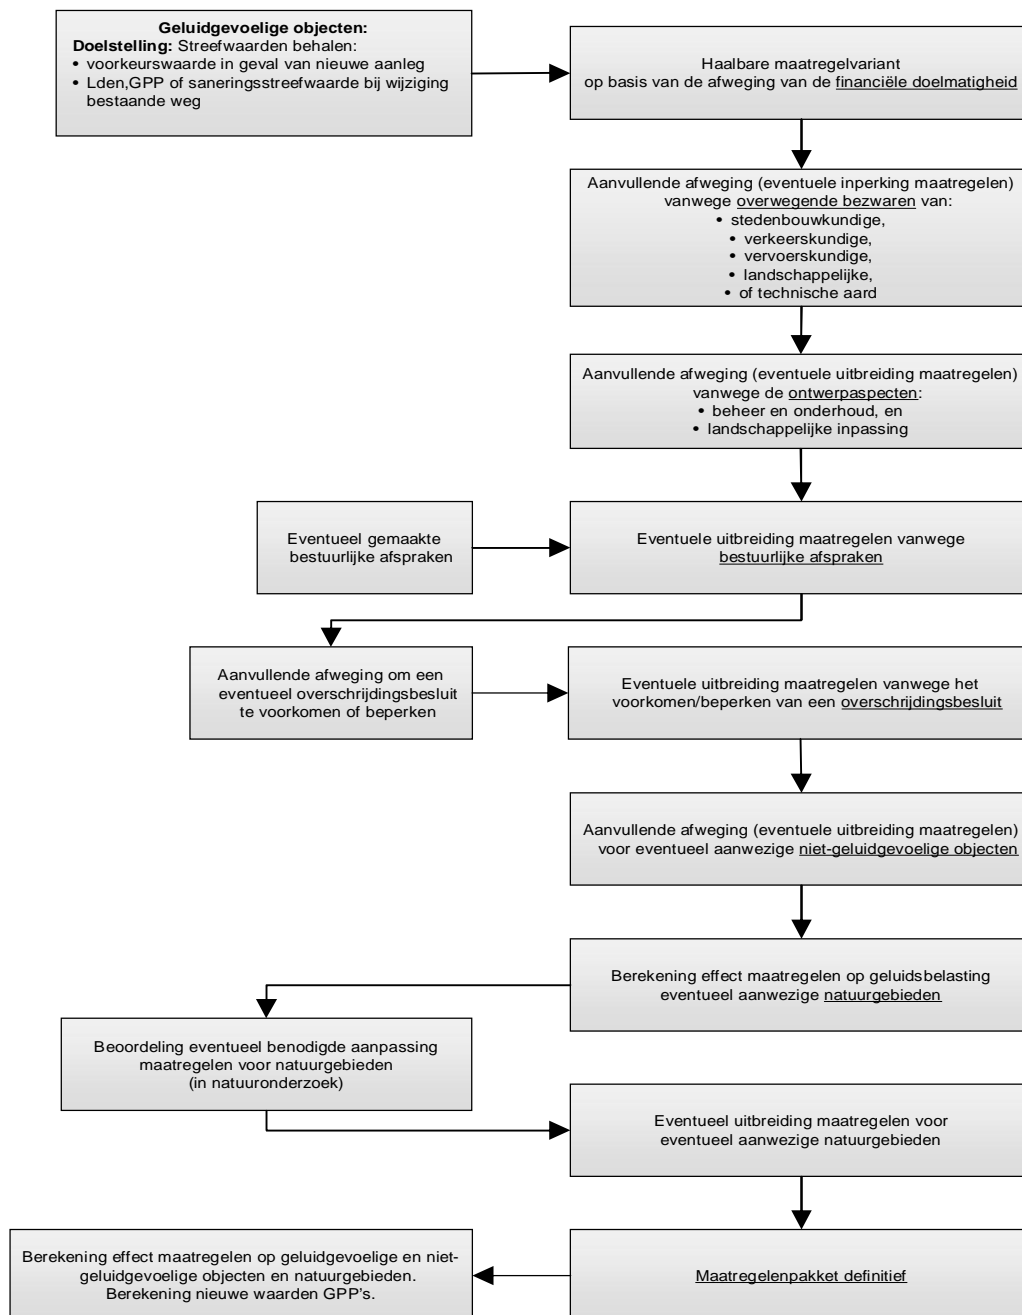 Geluidgevoelige objecten:
Doelstelling: Streefwaarden behalen:
• voorkeurswaarde in geval van nieuwe aanleg
• Lden,GPP of saneringsstreefwaarde bij wijziging
bestaande weg
Haalbare maatregelvariant
op basis van de afweging van de financiële doelmatigheid
Aanvullende afweging (eventuele inperking maatregelen)
vanwege overwegende bezwaren van:
• stedenbouwkundige,
• verkeerskundige,
• vervoerskundige,
• landschappelijke,
• of technische aard
Aanvullende afweging (eventuele uitbreiding maatregelen)
vanwege de ontwerpaspecten:
• beheer en onderhoud, en
• landschappelijke inpassing
Eventueel gemaakte
bestuurlijke afspraken
Eventuele uitbreiding maatregelen vanwege
bestuurlijke afspraken
Aanvullende afweging om een
eventueel overschrijdingsbesluit
te voorkomen of beperken
Eventuele uitbreiding maatregelen vanwege het
voorkomen/beperken van een overschrijdingsbesluit
Aanvullende afweging (eventuele uitbreiding maatregelen)
voor eventueel aanwezige niet-geluidgevoelige objecten
Berekening effect maatregelen op geluidsbelasting
eventueel aanwezige natuurgebieden
Beoordeling eventueel benodigde aanpassing
maatregelen voor natuurgebieden
(in natuuronderzoek)
Eventueel uitbreiding maatregelen voor
eventueel aanwezige natuurgebieden
Berekening effect maatregelen op geluidgevoelige en niet-
geluidgevoelige objecten en natuurgebieden.
Berekening nieuwe waarden GPP's.
Maatregelenpakket definitief